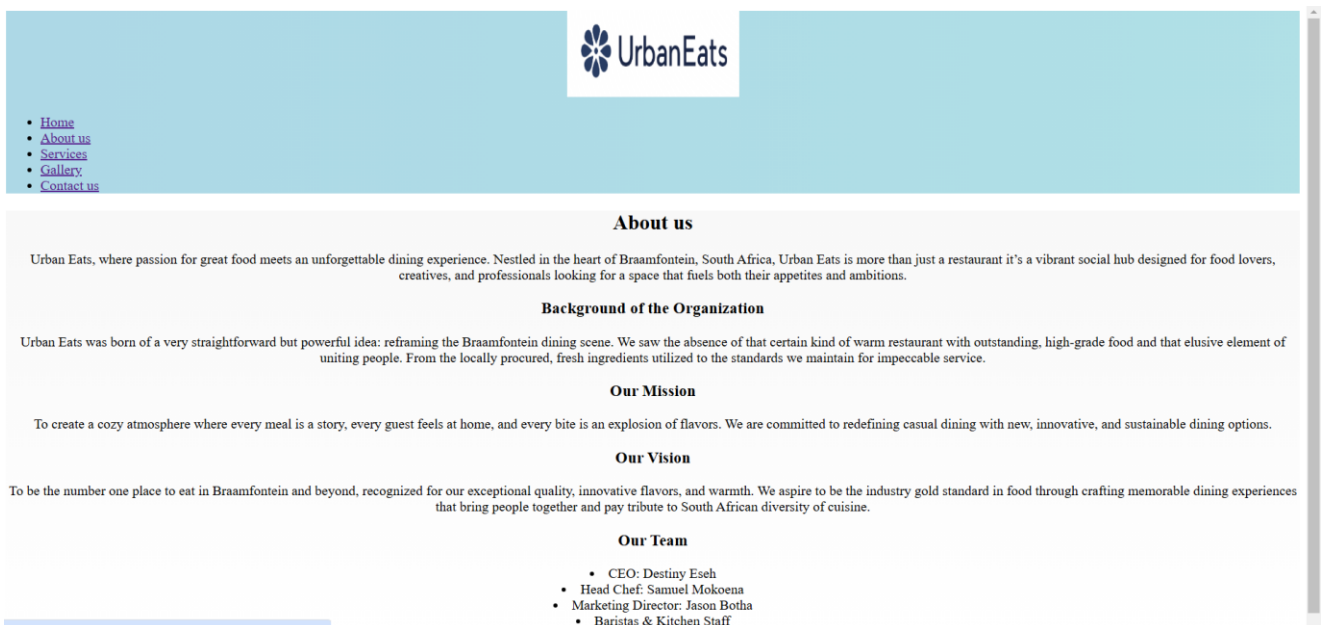 UrbanEats
Home
About us
Services
Gallery
Contact us
About us
Urban Eats, where passion for great food meets an unforgettable dining experience. Nestled in the heart of Braamfontein, South Africa, Urban Eats is more than just a restaurant it’s a vibrant social hub designed for food lovers,
creatives, and professionals looking for a space that fuels both their appetites and ambitions.
Background of the Organization
Urban Eats was born of a very straightforward but powerful idea: reframing the Braamfontein dining scene. We saw the absence of that certain kind of warm restaurant with outstanding, high-grade food and that elusive element of
uniting people. From the locally procured, fresh ingredients utilized to the standards we maintain for impeccable service.
Our Mission
To create a cozy atmosphere where every meal is a story, every guest feels at home, and every bite is an explosion of flavors. We are committed to redefining casual dining with new, innovative, and sustainable dining options.
Our Vision
To be the number one place to eat in Braamfontein and beyond, recognized for our exceptional quality, innovative flavors, and warmth. We aspire to be the industry gold standard in food through crafting memorable dining experiences
that bring people together and pay tribute to South African diversity of cuisine.
Our Team
CEO: Destiny Eseh
Head Chef: Samuel Mokoena
Marketing Director: Jason Botha
Baristas & Kitchen Staff